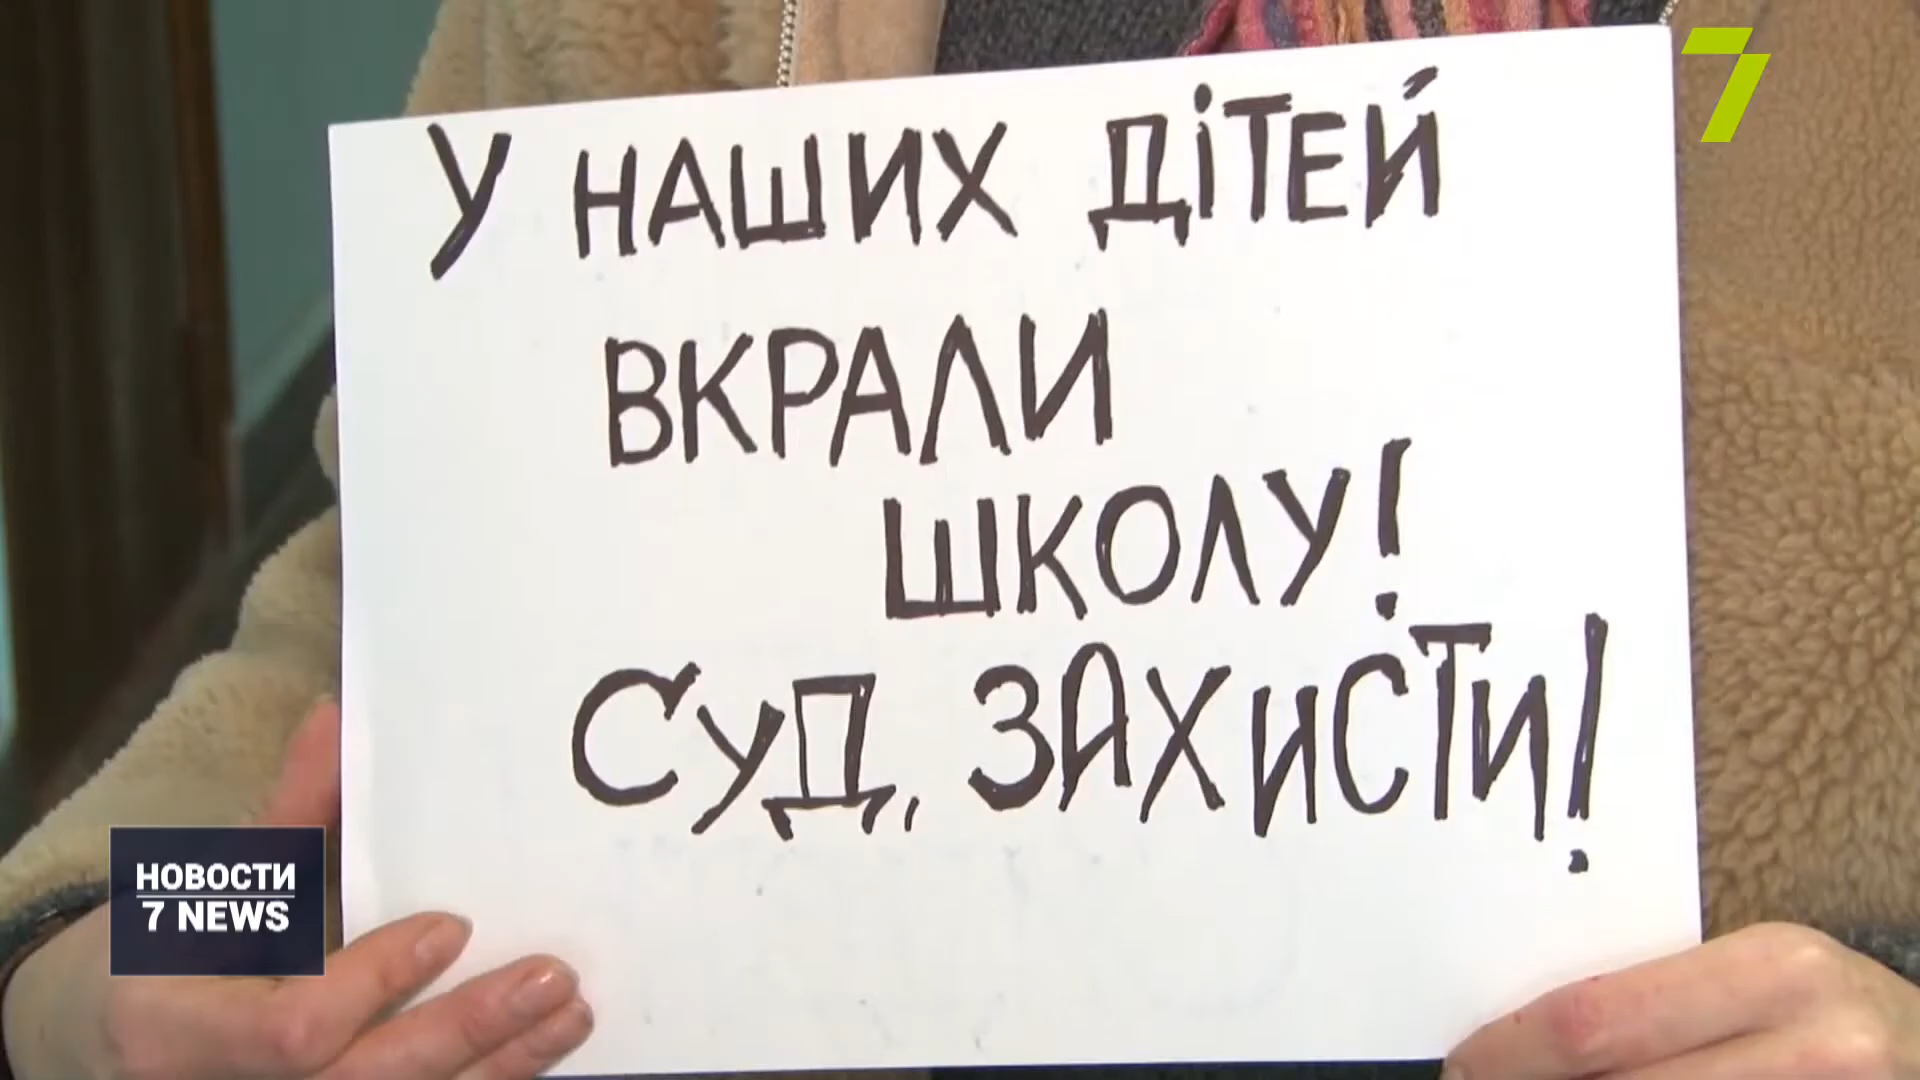 7
У НАШИХ ДІТЕЙ
ВКРАЛИ
ШКОЛУ!
СУД, ЗАХИСТИ!
НОВОСТИ
7 NEWS